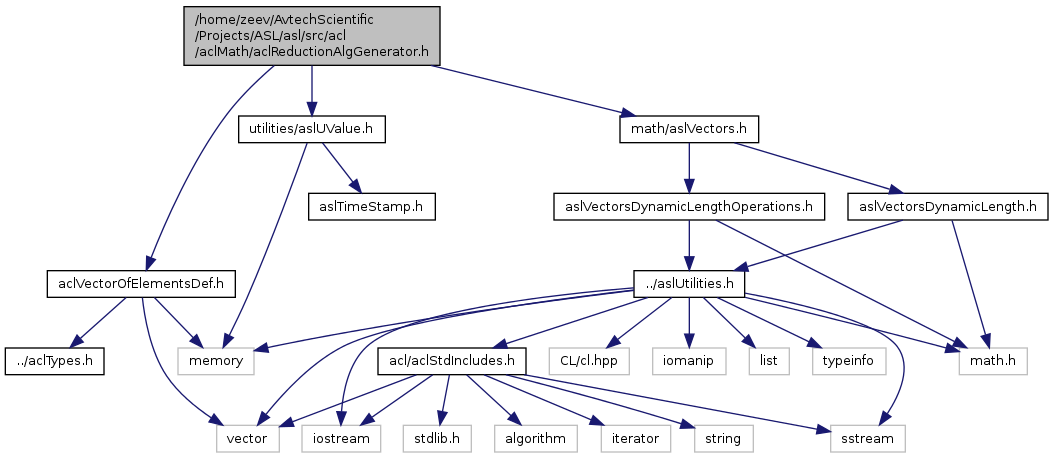 /home/zeev/AvtechScientific
/Projects/ASL/asl/src/acl
/aclMath/aclReductionAlgGenerator.h
utilities/aslUValue.h
math/aslVectors.h
aslTimeStamp.h
aslVectorsDynamicLengthOperations.h
aslVectorsDynamicLength.h
aclVectorOfElementsDef.h
../aslUtilities.h
../aclTypes.h
memory
acl/aclStdIncludes.h
CL/cl.hpp
iomanip
list
typeinfo
math.h
vector
iostream
stdlib.h
algorithm
iterator
string
sstream